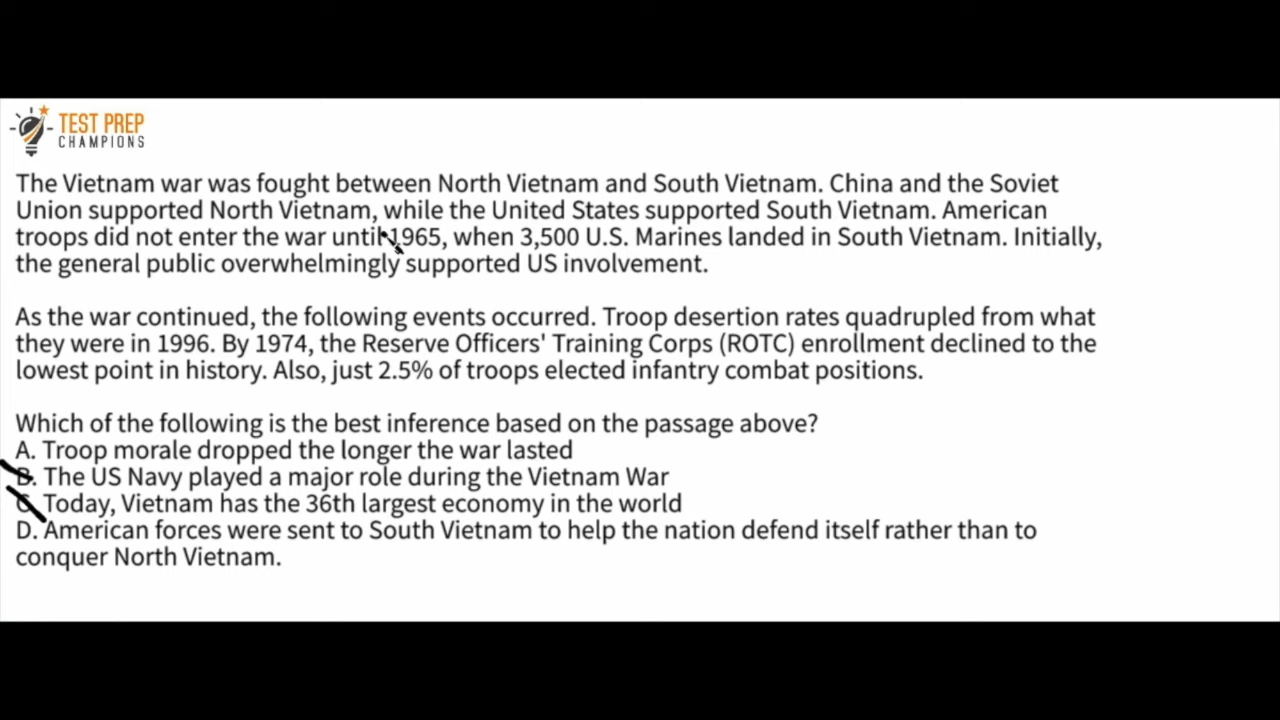 TEST PREP
CHAMPIONS
The Vietnam war was fought between North Vietnam and South Vietnam. China and the Soviet
Union supported North Vietnam, while the United States supported South Vietnam. American
troops did not enter the war until 1965, when 3,500 U.S. Marines landed in South Vietnam. Initially,
the general public overwhelmingly supported US involvement.
As the war continued, the following events occurred. Troop desertion rates quadrupled from what
they were in 1996. By 1974, the Reserve Officers' Training Corps (ROTC) enrollment declined to the
lowest point in history. Also, just 2.5% of troops elected infantry combat positions.
Which of the following is the best inference based on the passage above?
A. Troop morale dropped the longer the war lasted
B. The US Navy played a major role during the Vietnam War
C. Today, Vietnam has the 36th largest economy in the world
D. American forces were sent to South Vietnam to help the nation defend itself rather than to
conquer North Vietnam.